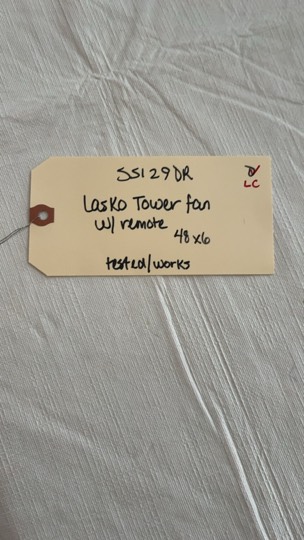 SS129DR
LC
Lasko Tower fan
w/ remote
48x6
tested/works